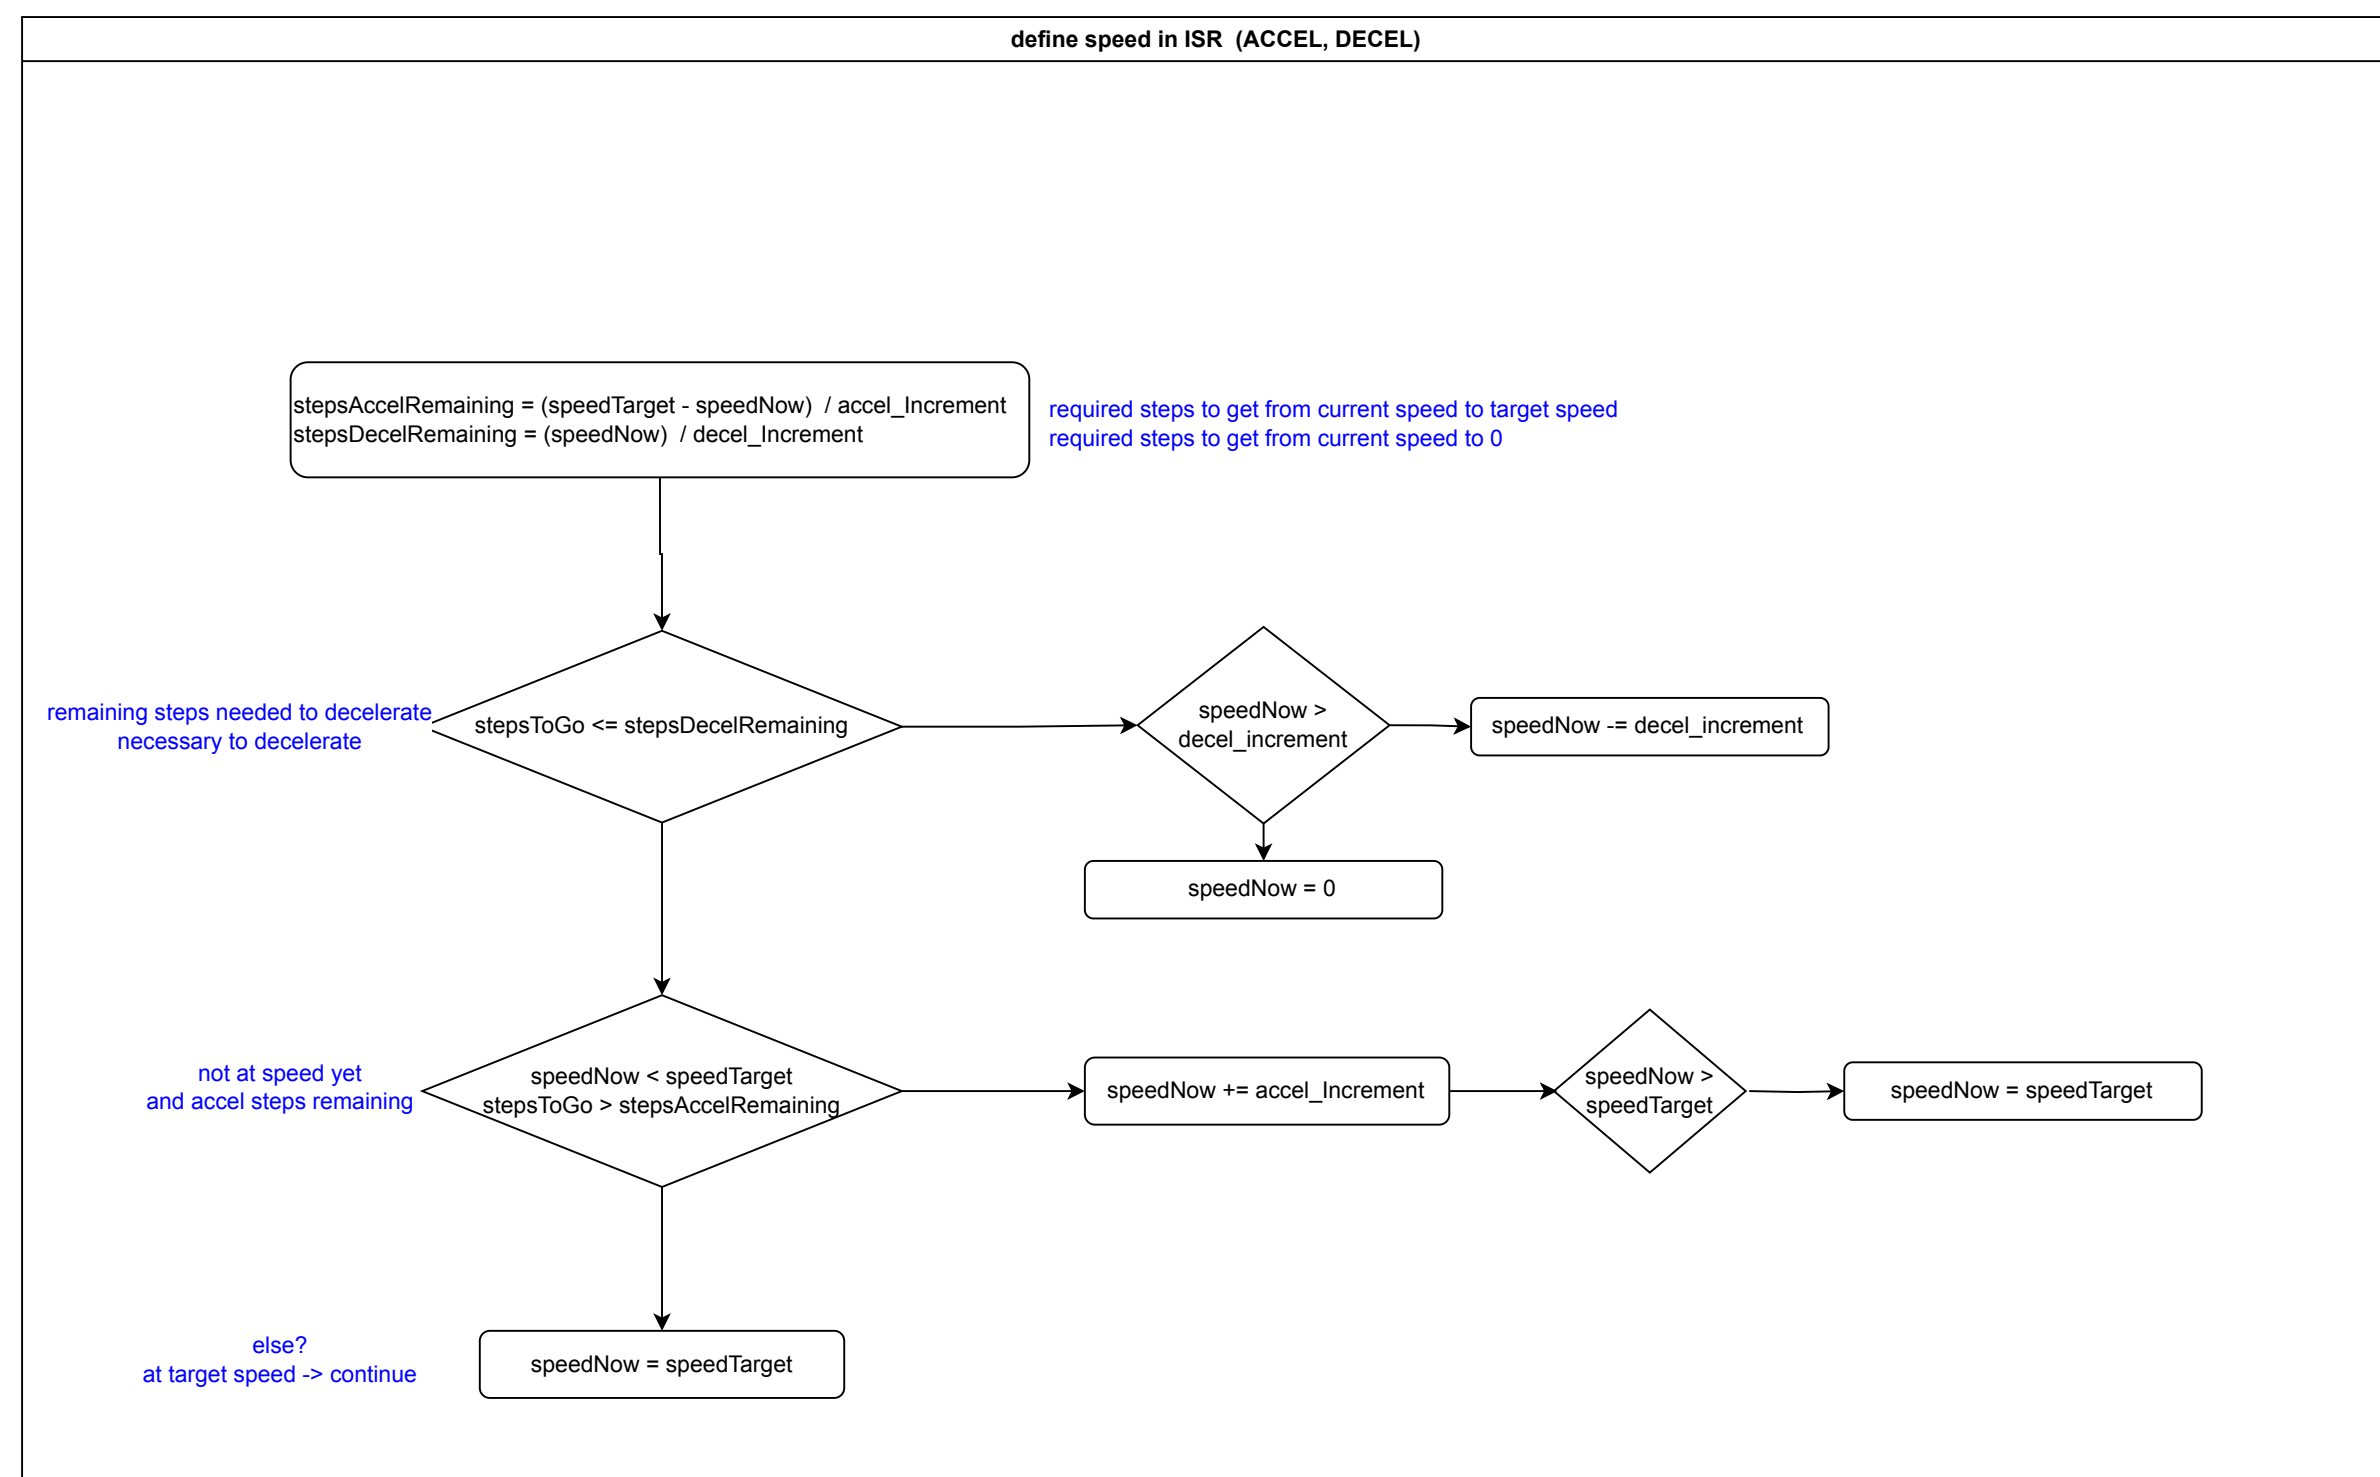 define speed in ISR  (ACCEL, DECEL)
stepsAccelRemaining = (speedTarget - speedNow)  / accel_Increment
stepsDecelRemaining = (speedNow)  / decel_Increment
required steps to get from current speed to target speed
required steps to get from current speed to 0
remaining steps needed to decelerate
necessary to decelerate
stepsToGo <= stepsDecelRemaining
speedNow >
decel_increment
speedNow -= decel_increment
speedNow = 0
not at speed yet
and accel steps remaining
speedNow < speedTarget
stepsToGo > stepsAccelRemaining
speedNow += accel_Increment
speedNow >
speedTarget
speedNow = speedTarget
else?
at target speed -> continue
speedNow = speedTarget